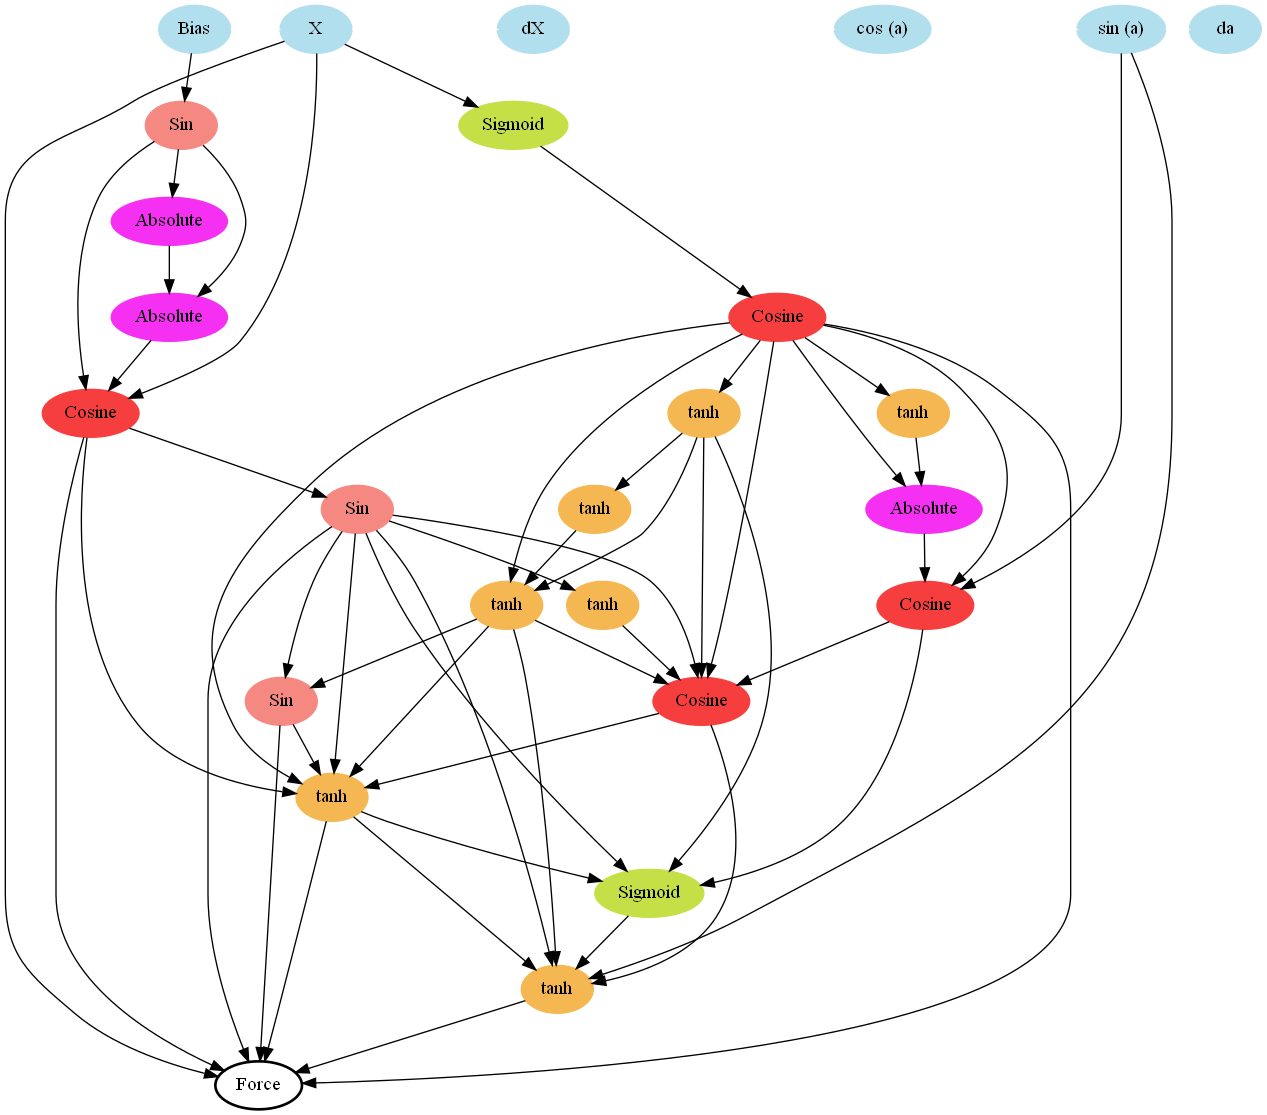 Bias
X
dX
cos (a)
sin (a)
da
Sin
Sigmoid
Absolute
Absolute
Cosine
Cosine
tanh
tanh
Sin
tanh
Absolute
tanh
tanh
Cosine
Sin
Cosine
tanh
Sigmoid
tanh
Force